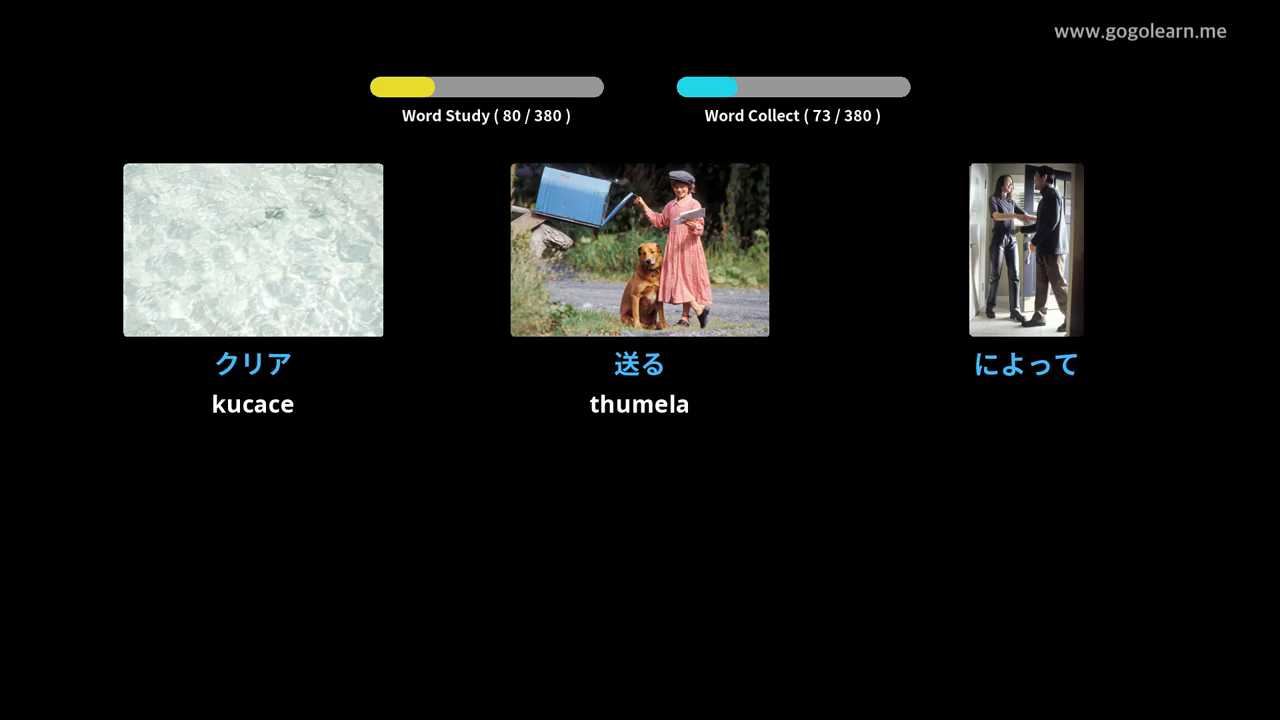 www.gogolearn.me
Word Study ( 80 / 380 )
Word Collect ( 73 / 380 )
クリア
kucace
送る
thumela
によって